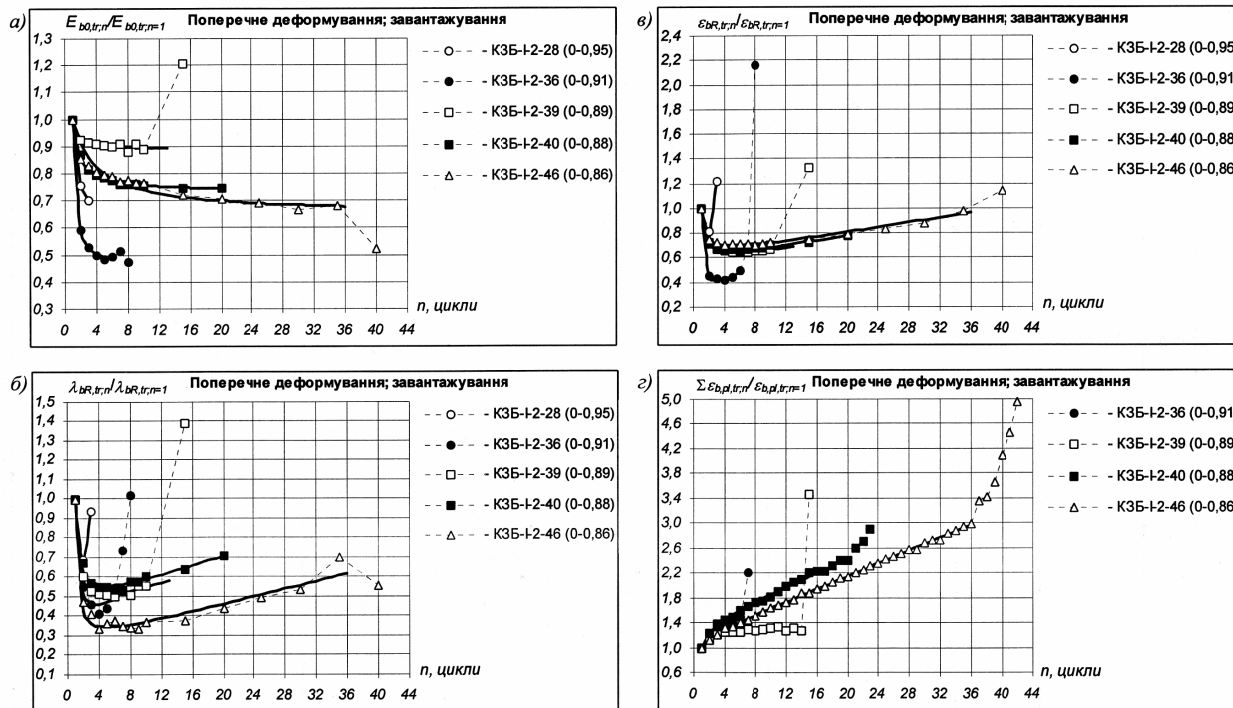 а) E b0,tr;n/E b0,tr;n=1 Поперечне деформування; завантажування
1,3
1,2
1,1
1,0
0,9
0,8
0,7
0,6
0,5
0,4
0,3
0 4 8 12 16 20 24 28 32 36 40 44
n, цикли
- КЗБ-І-2-28 (0-0,95)
- КЗБ-І-2-36 (0-0,91)
- КЗБ-І-2-39 (0-0,89)
- КЗБ-І-2-40 (0-0,88)
- КЗБ-І-2-46 (0-0,86)
в) εbR,tr;n/εbR,tr;n=1 Поперечне деформування; завантажування
2,4
2,2
2,0
1,8
1,6
1,4
1,2
1,0
0,8
0,6
0,4
0,2
0 4 8 12 16 20 24 28 32 36 40 44
n, цикли
- КЗБ-І-2-28 (0-0,95
- КЗБ-І-2-36 (0-0,91
- КЗБ-І-2-39 (0-0,89
- КЗБ-І-2-40 (0-0,88
- КЗБ-І-2-46 (0-0,86
б) λbR,tr;n/λbR,tr;n=1 Поперечне деформування; завантажування
1,5
1,4
1,3
1,2
1,1
1,0
0,9
0,8
0,7
0,6
0,5
0,4
0,3
0,2
0,1
0 4 8 12 16 20 24 28 32 36 40 44
n, цикли
- КЗБ-І-2-28 (0-0,95)
- КЗБ-І-2-36 (0-0,91)
- КЗБ-І-2-39 (0-0,89)
- КЗБ-І-2-40 (0-0,88)
- КЗБ-І-2-46 (0-0,86)
г) Σεb,pl,tr;n/εb,pl,tr;n=1 Поперечне деформування; завантажування
5,0
4,6
4,2
3,8
3,4
3,0
2,6
2,2
1,8
1,4
1,0
0,6
0 4 8 12 16 20 24 28 32 36 40 44
n, цикли
- КЗБ-І-2-36 (0-0,91
- КЗБ-І-2-39 (0-0,89
- КЗБ-І-2-40 (0-0,88
- КЗБ-І-2-46 (0-0,86